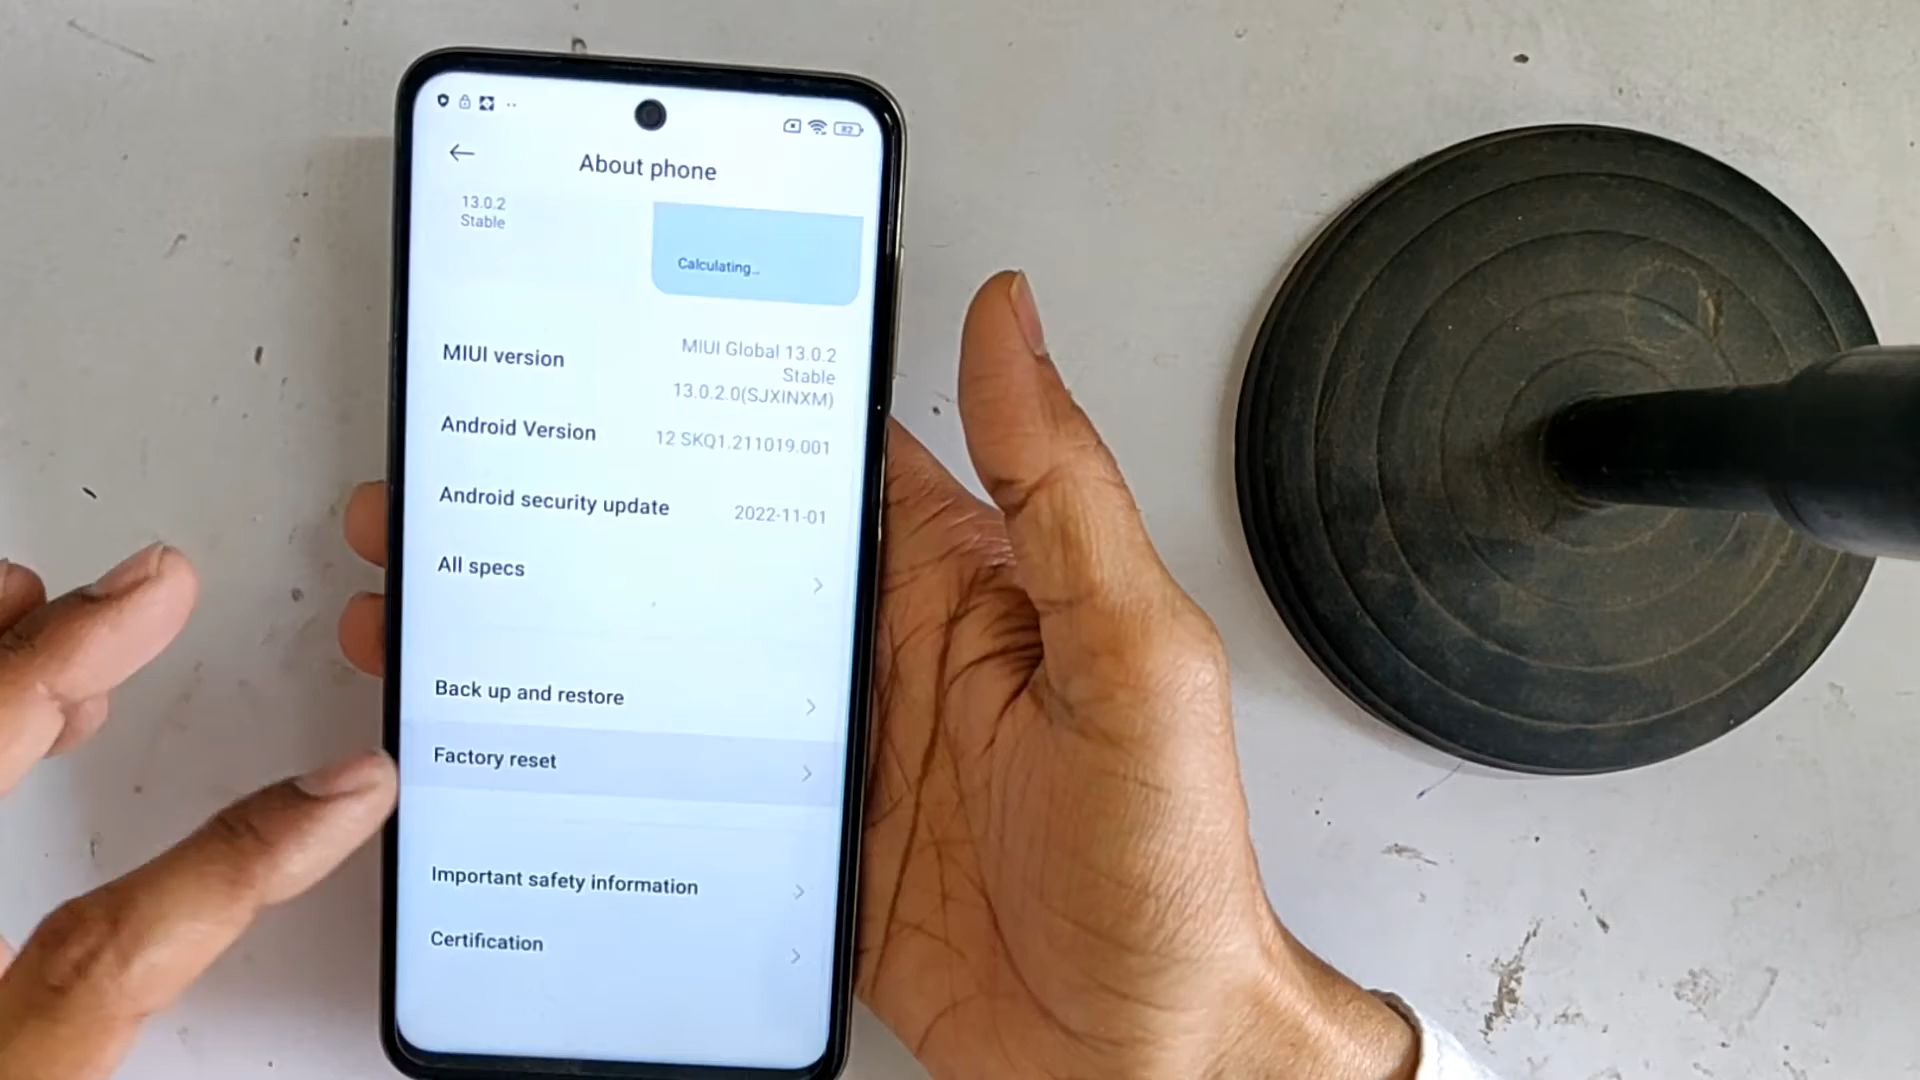 82
About phone
13.0.2
Stable
Calculating...
MIUI version
MIUI Global 13.0.2
Stable
13.0.2.0(SJXINXM)
Android Version
12 SKQ1.211019.001
Android security update
2022-11-01
All specs
Back up and restore
Factory reset
Important safety information
Certification